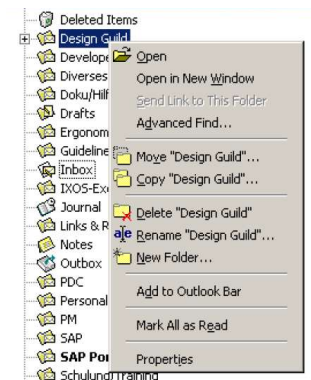 Deleted Items
Design Guild
Develope
Open
Diverses
Open in New Window
Doku/Hilf
Send Link to This Folder
Drafts
Advanced Find...
Ergonom
Guideline
Move "Design Guild"...
Inbox
Copy "Design Guild"...
IXOS-Ex
Journal
Delete "Design Guild"
Links & R
Rename "Design Guild"...
Notes
New Folder...
Outbox
PDC
Add to Outlook Bar
Personal
PM
Mark All as Read
SAP
SAP Por
Properties
Schulung/Training